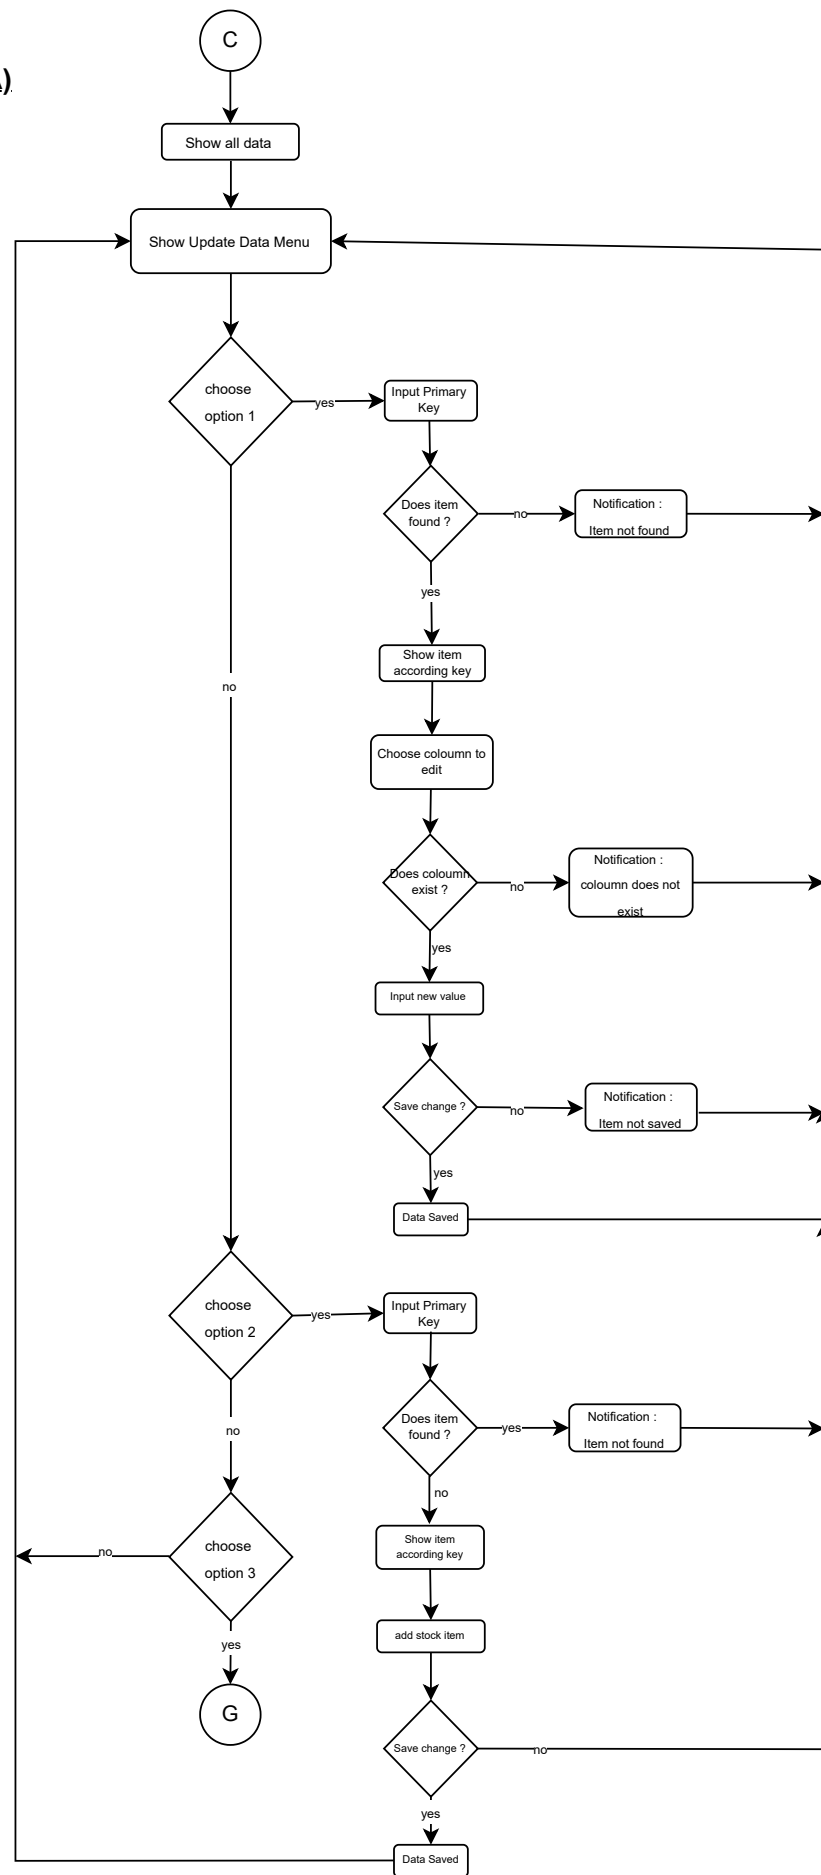 C
)
Show all data
Show Update Data Menu
choose
option 1
yes
Input Primary
Key
Does item
found ?
no
Notification :
Item not found
yes
Show item
according key
no
Choose coloumn to
edit
Does coloumn
exist ?
no
Notification :
coloumn does not
exist
yes
Input new value
Save change ?
no
Notification :
Item not saved
yes
Data Saved
choose
option 2
yes
Input Primary
Key
Does item
found ?
yes
Notification :
Item not found
no
no
Show item
according key
choose
option 3
no
add stock item
yes
G
Save change ?
no
yes
Data Saved